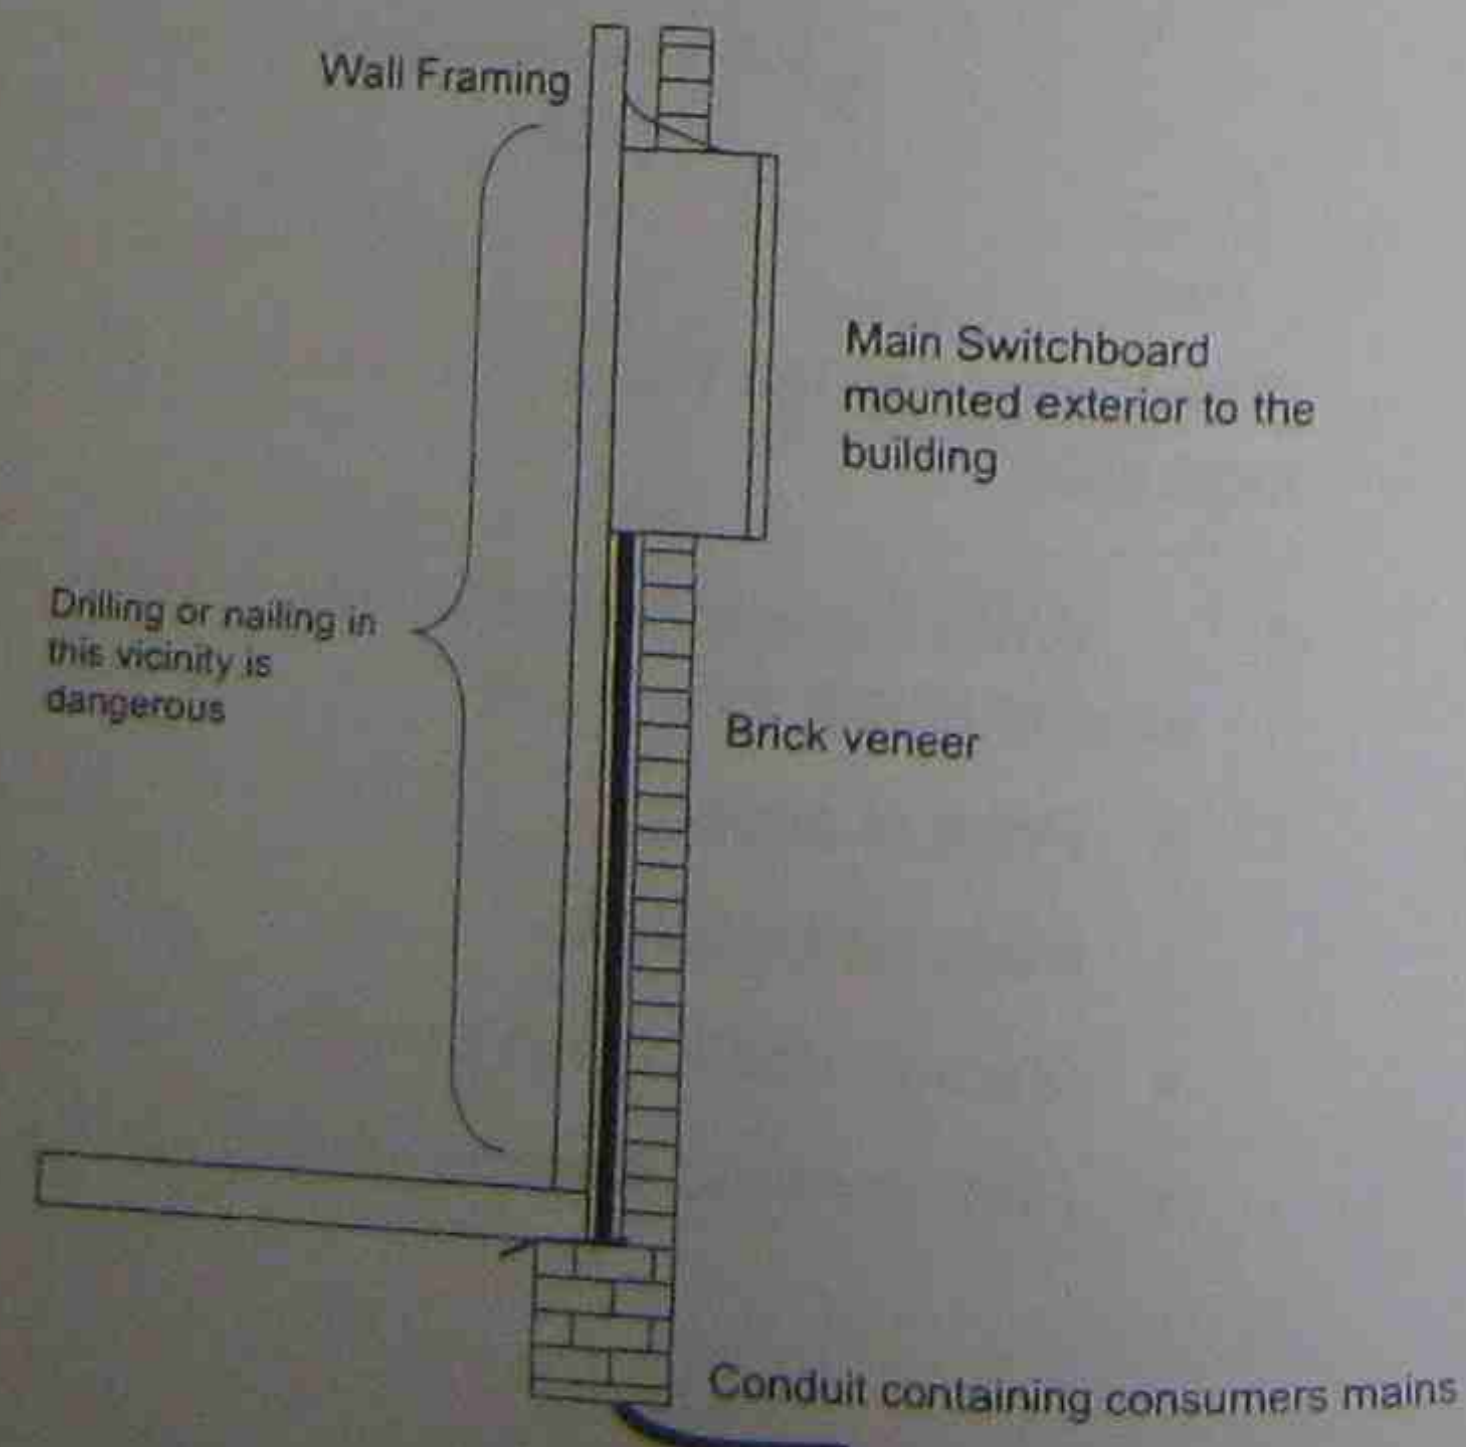 Wall Framing
Main Switchboard
mounted exterior to the
building
Drilling or nailing in
this vicinity is
dangerous
Brick veneer
Conduit containing consumers mains